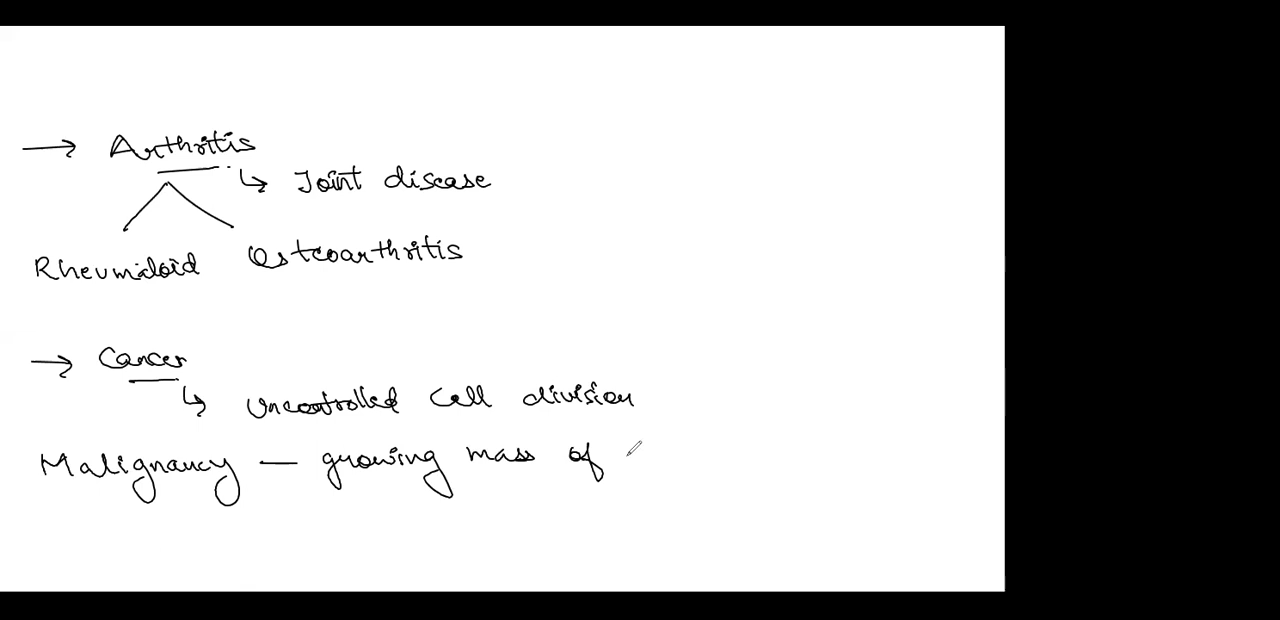 → Arthritis
↳ Joint disease
Rheumatoid Osteoarthritis
→ Cancer
↳ Uncontrolled Cell division
Malignancy — growing mass of